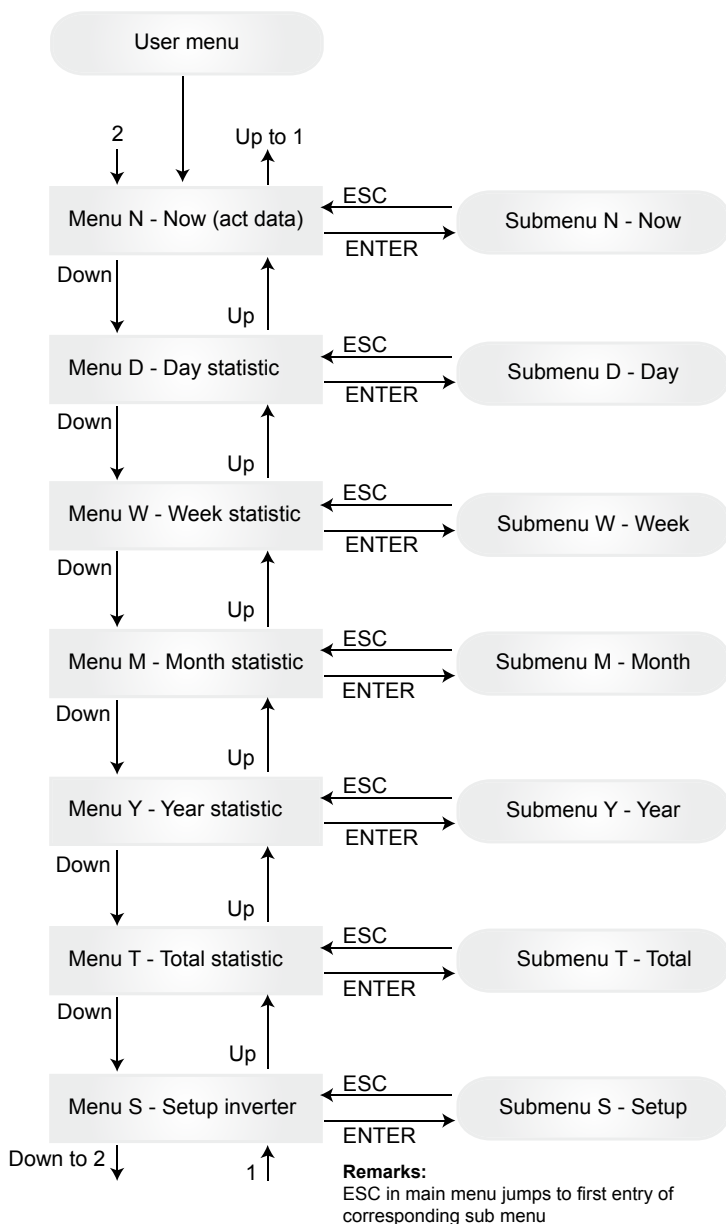 User menu
2
Up to 1
Menu N - Now (act data)
ESC
ENTER
Submenu N - Now
Down
Up
Menu D - Day statistic
ESC
ENTER
Submenu D - Day
Down
Up
Menu W - Week statistic
ESC
ENTER
Submenu W - Week
Down
Up
Menu M - Month statistic
ESC
ENTER
Submenu M - Month
Down
Up
Menu Y - Year statistic
ESC
ENTER
Submenu Y - Year
Down
Up
Menu T - Total statistic
ESC
ENTER
Submenu T - Total
Down
Up
Menu S - Setup inverter
ESC
ENTER
Submenu S - Setup
Down to 2
1
Remarks:
ESC in main menu jumps to first entry of
corresponding sub menu